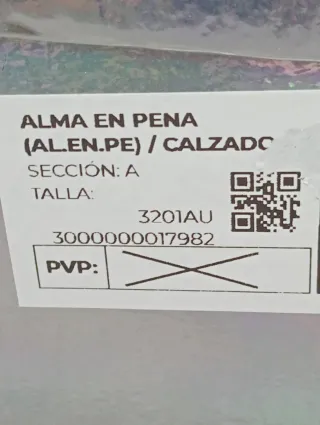 ALMA EN PENA
(AL.EN.PE) / CALZADO
SECCIÓN: A
TALLA:
3201AU
3000000017982
PVP: